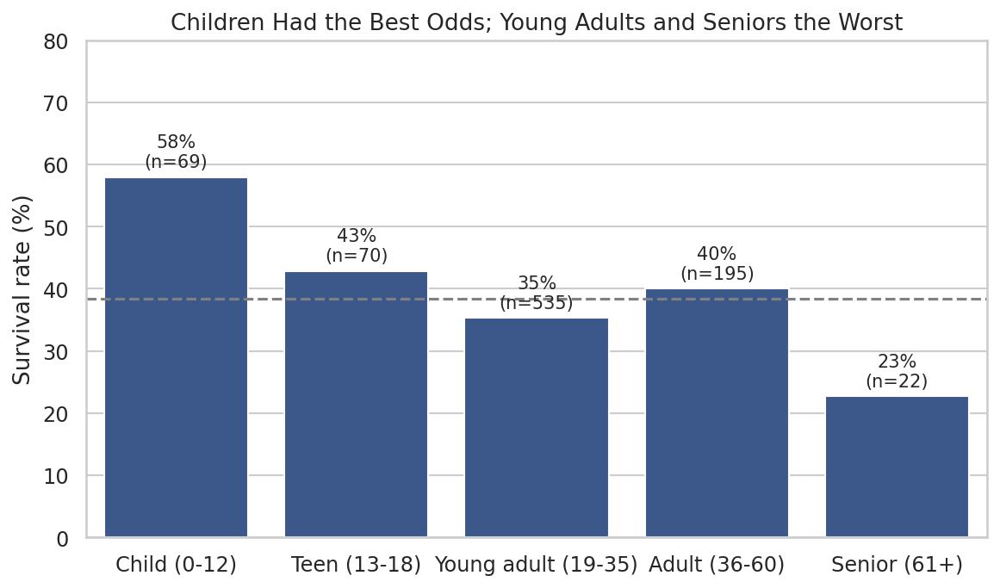 Children Had the Best Odds; Young Adults and Seniors the Worst
Survival rate (%)
80
70
60
50
40
30
20
10
0
58%
(n=69)
43%
(n=70)
35%
(n=535)
40%
(n=195)
23%
(n=22)
Child (0-12)
Teen (13-18)
Young adult (19-35)
Adult (36-60)
Senior (61+)